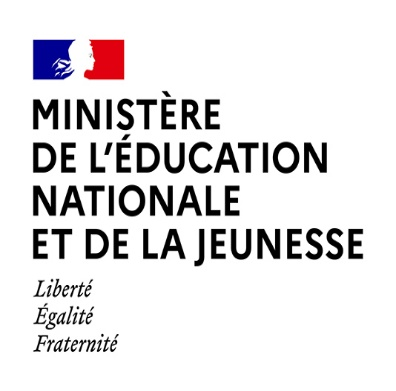 MINISTÈRE
DE L’ÉDUCATION
NATIONALE
ET DE LA JEUNESSE
Liberté
Égalité
Fraternité